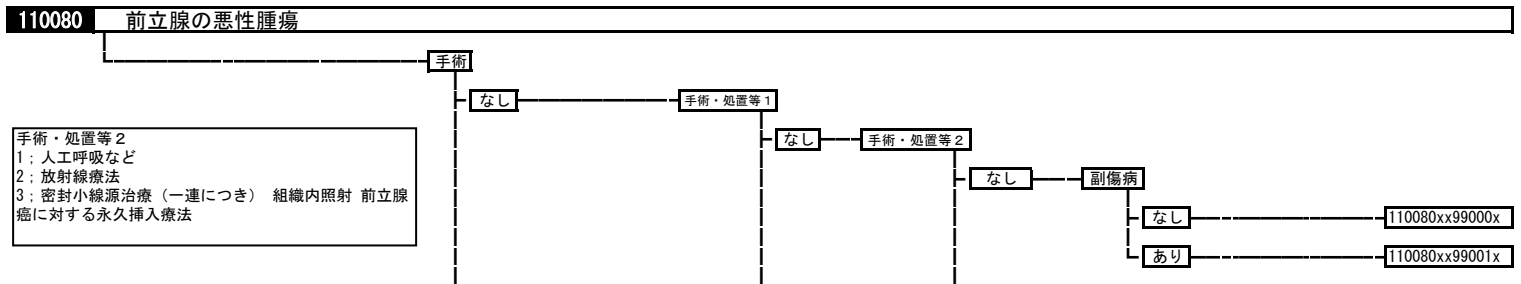 110080 前立腺の悪性腫瘍
手術
なし 手術・処置等1
手術・処置等2
1；人工呼吸など
2；放射線療法
3；密封小線源治療（一連につき） 組織内照射 前立腺
癌に対する永久挿入療法
なし 手術・処置等2
なし 副傷病
なし 110080xx99000x
あり 110080xx99001x